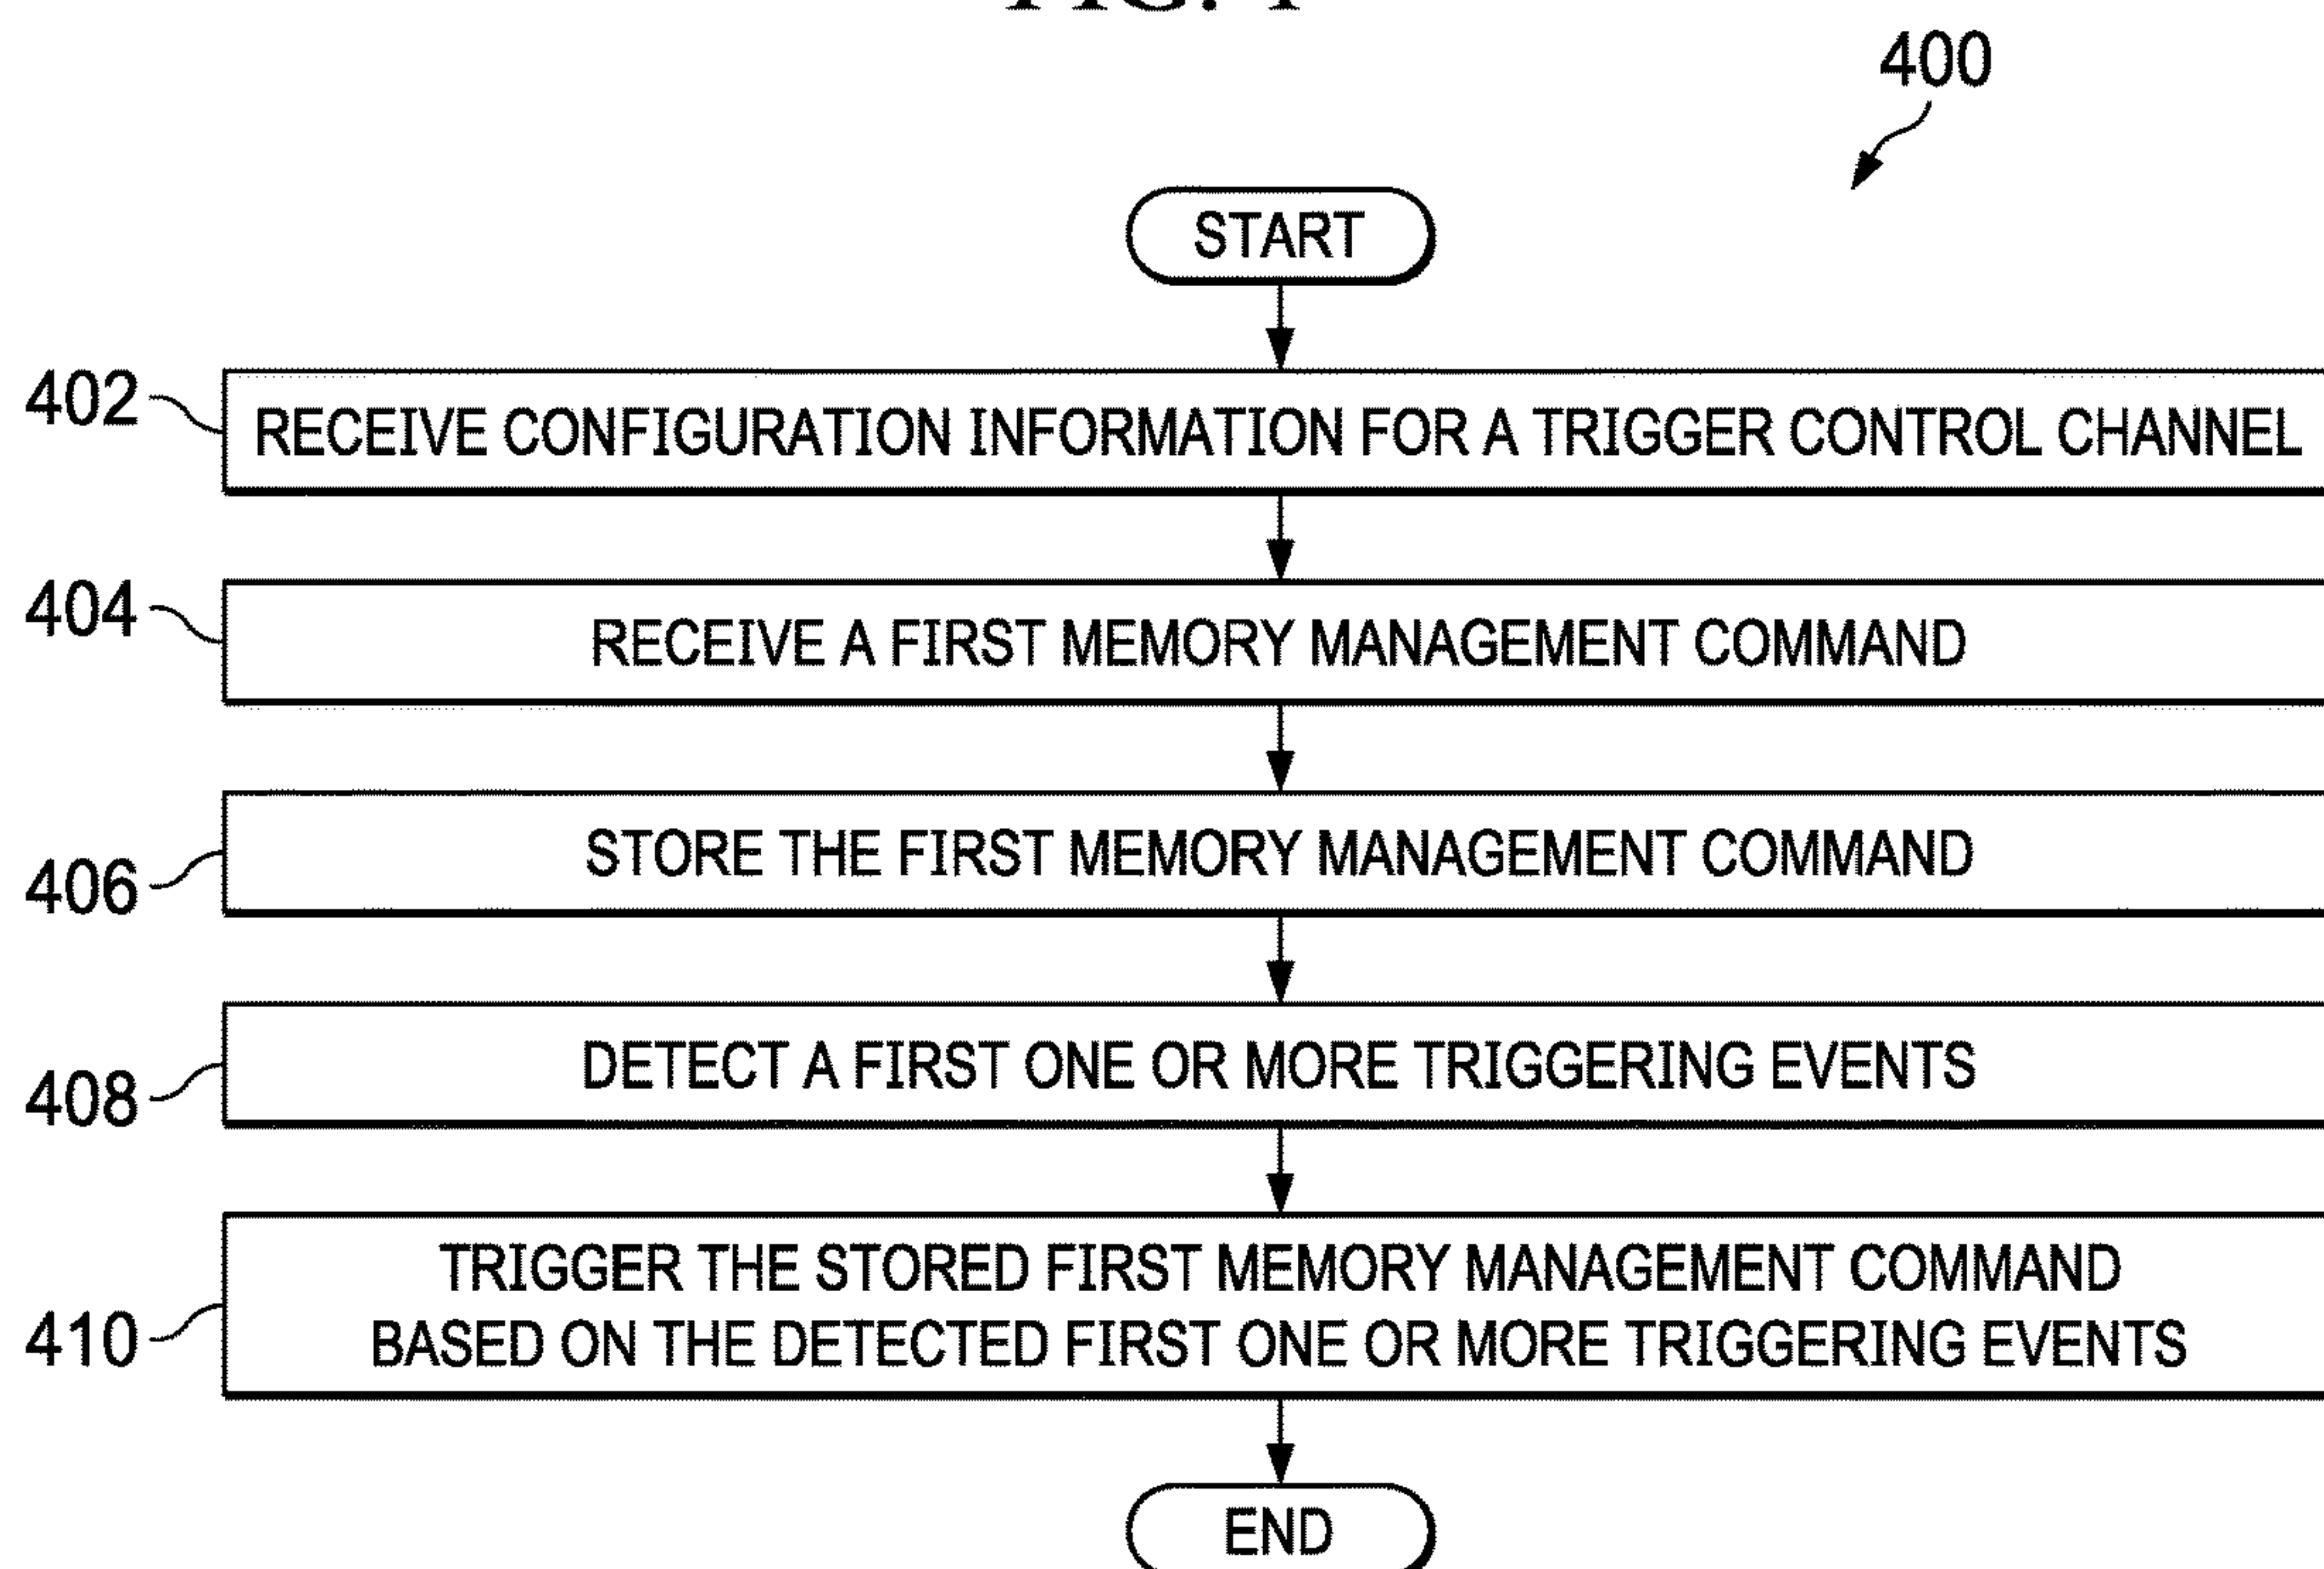 400
START
402
RECEIVE CONFIGURATION INFORMATION FOR A TRIGGER CONTROL CHANNEL
404
RECEIVE A FIRST MEMORY MANAGEMENT COMMAND
406
STORE THE FIRST MEMORY MANAGEMENT COMMAND
408
DETECT A FIRST ONE OR MORE TRIGGERING EVENTS
410
TRIGGER THE STORED FIRST MEMORY MANAGEMENT COMMAND
BASED ON THE DETECTED FIRST ONE OR MORE TRIGGERING EVENTS
END